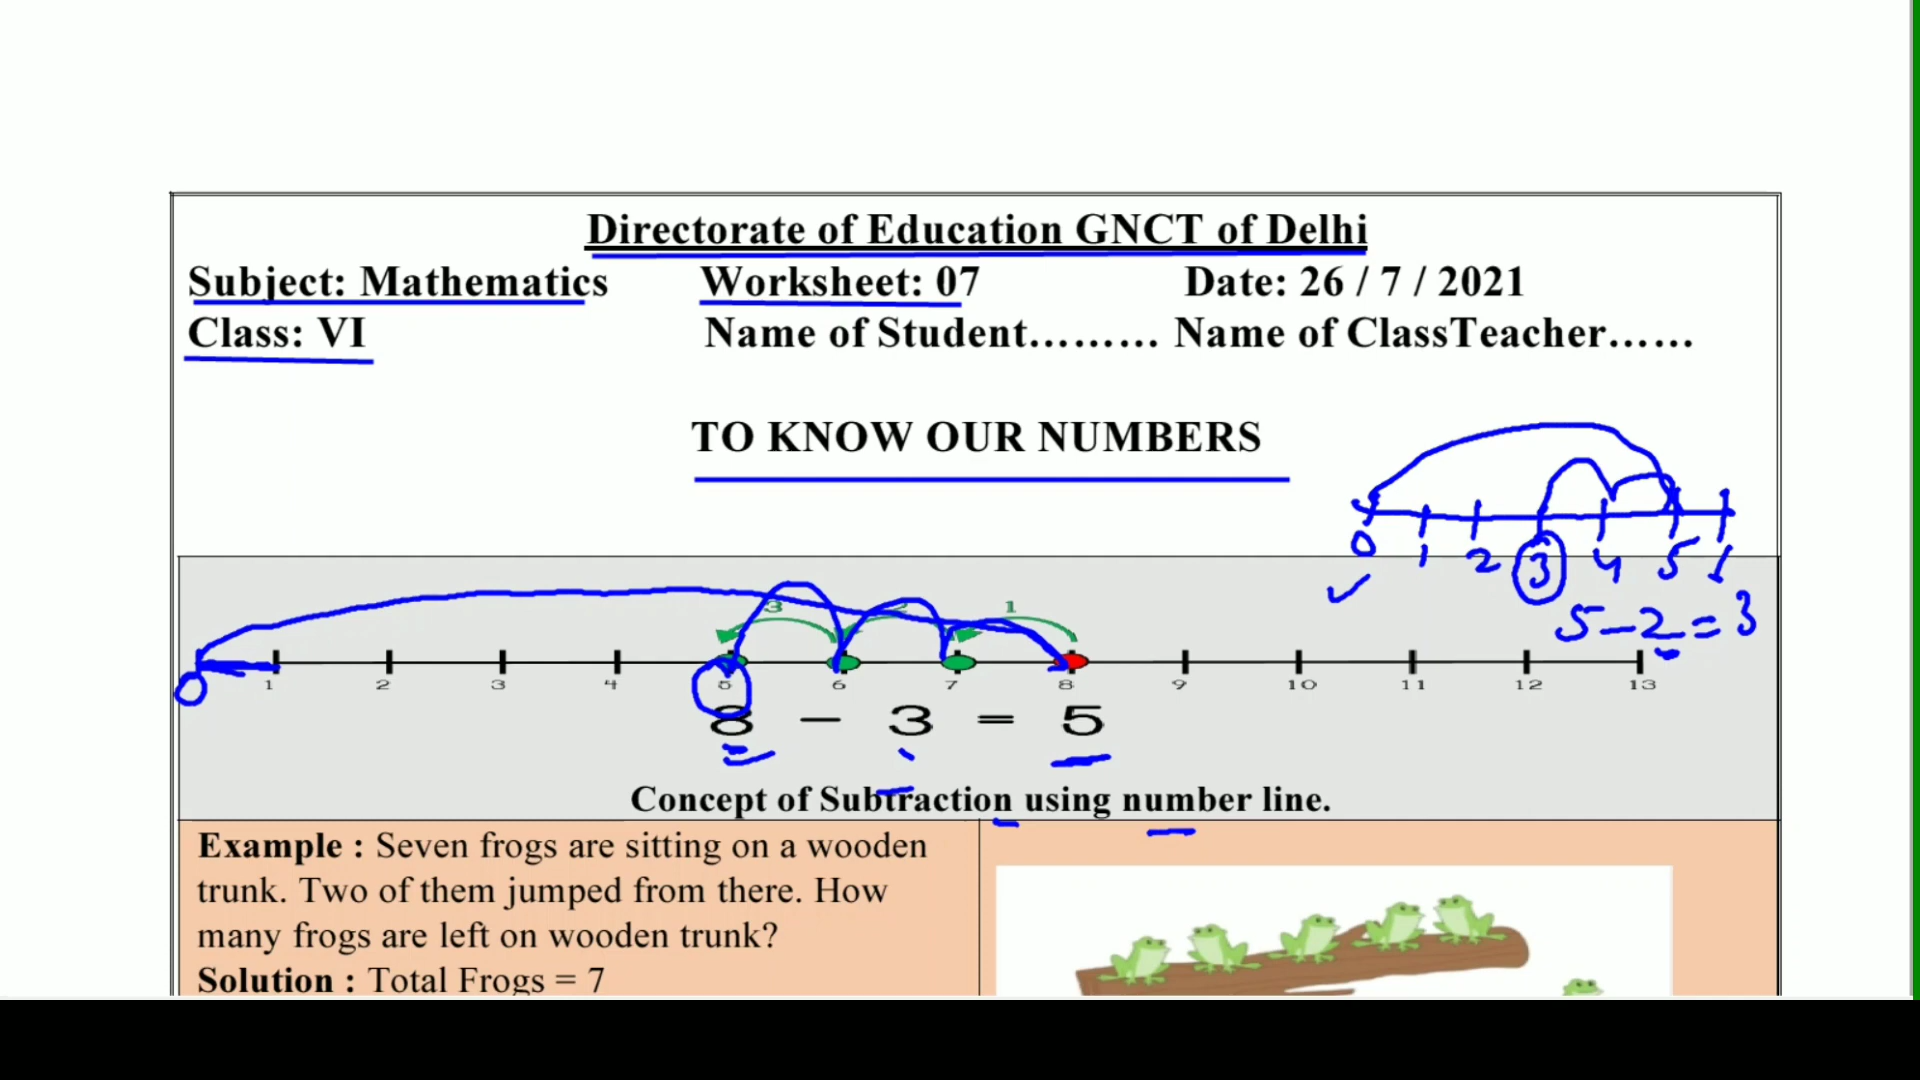 Directorate of Education GNCT of Delhi
Subject: Mathematics Worksheet: 07 Date: 26 / 7 / 2021
Class: VI Name of Student......... Name of ClassTeacher......
TO KNOW OUR NUMBERS
0 1 2 3 4 5
5-2=3
3 2 1
0 1 2 3 4 5 6 7 8 9 10 11 12 13
8 - 3 = 5
Concept of Subtraction using number line.
Example : Seven frogs are sitting on a wooden
trunk. Two of them jumped from there. How
many frogs are left on wooden trunk?
Solution : Total Frogs = 7